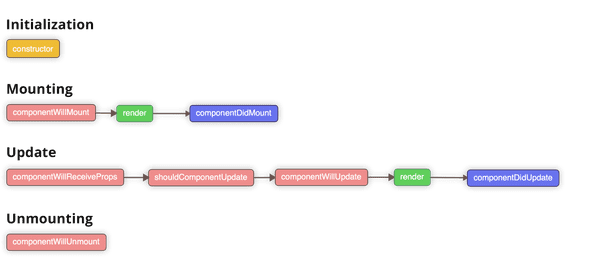 Initialization
constructor
Mounting
componentWillMount render componentDidMount
Update
componentWillReceiveProps shouldComponentUpdate componentWillUpdate render componentDidUpdate
Unmounting
componentWillUnmount